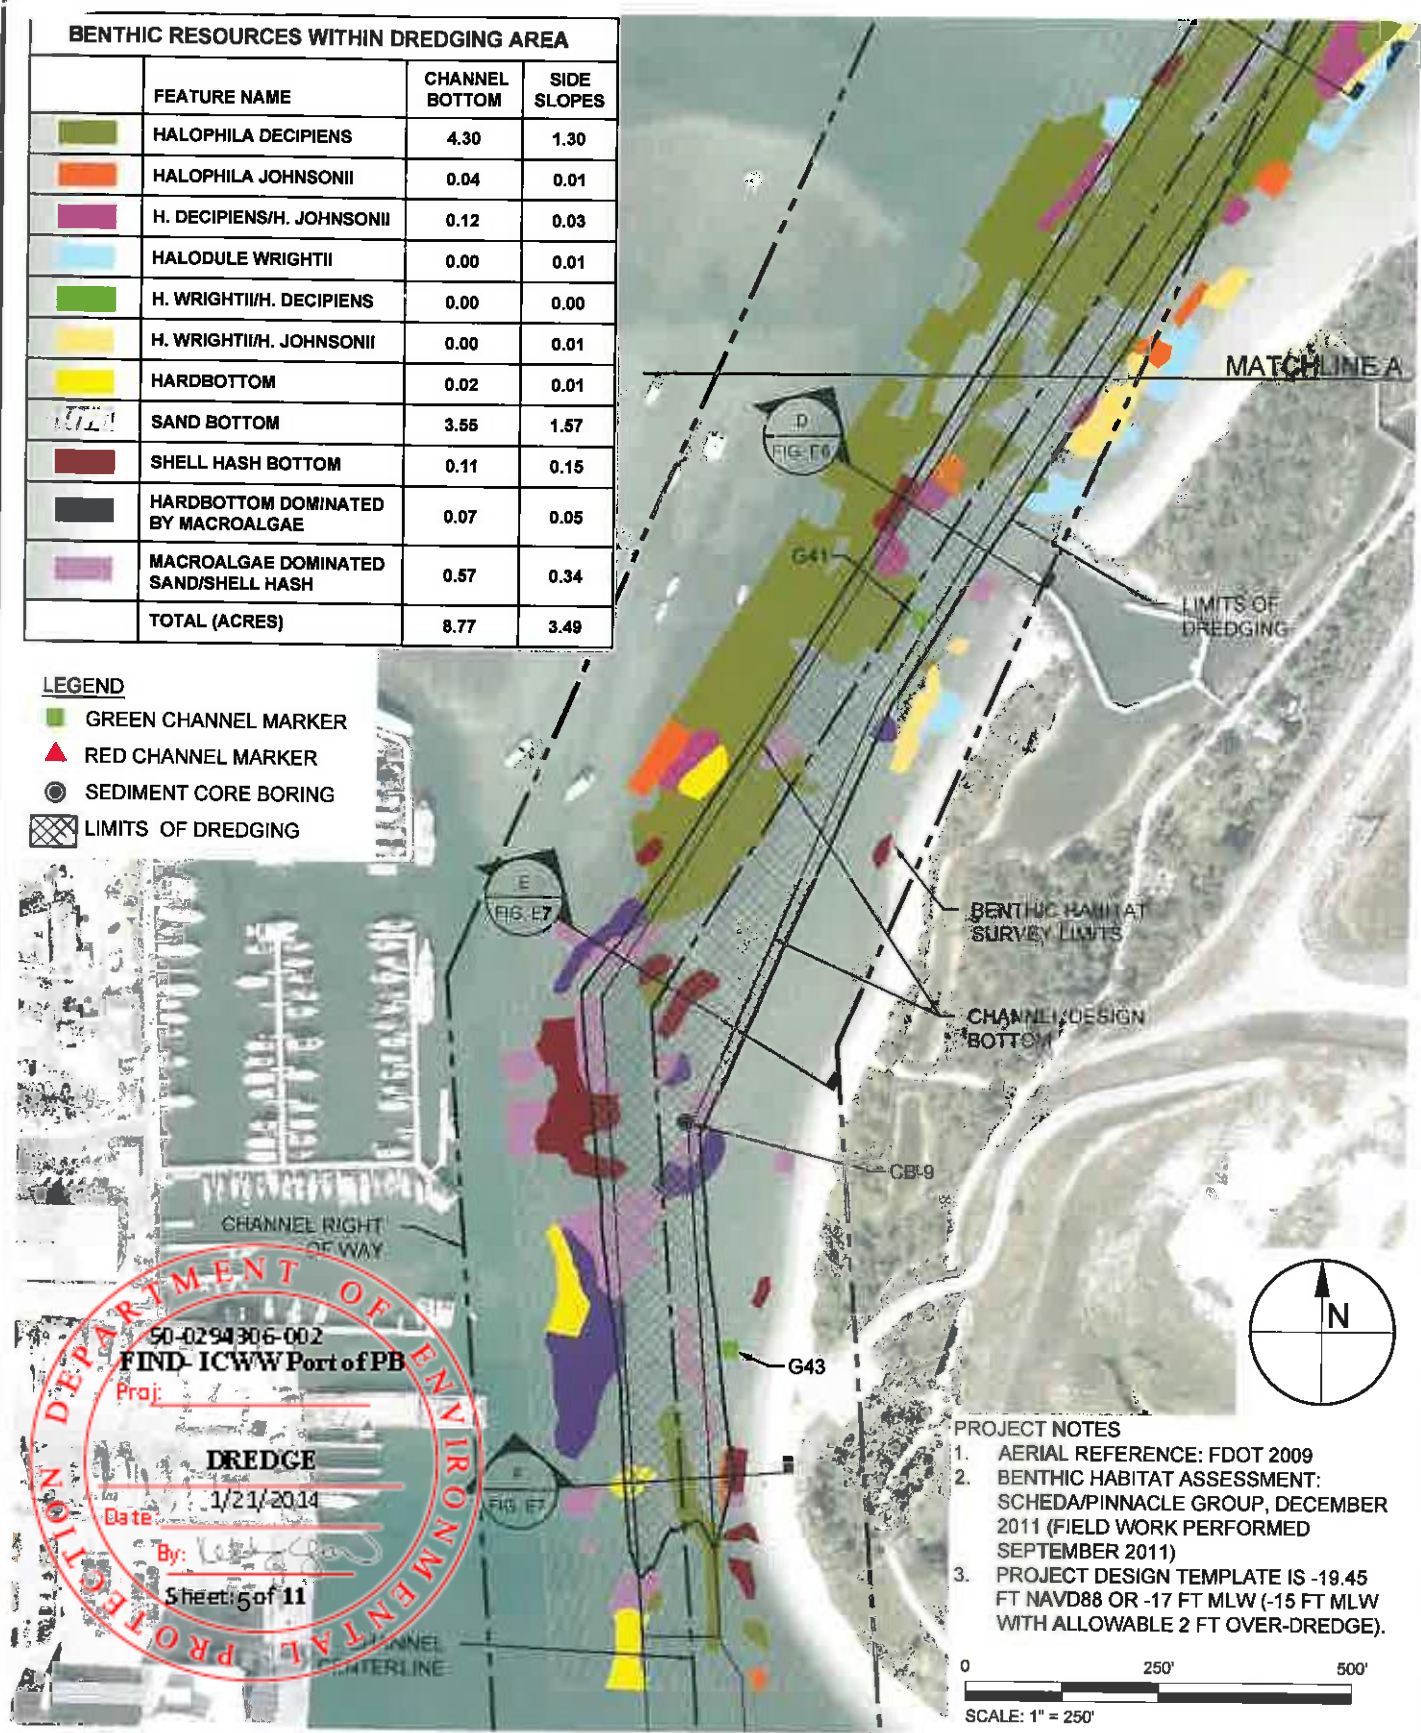 BENTHIC RESOURCES WITHIN DREDGING AREA
FEATURE NAME CHANNEL BOTTOM SIDE SLOPES
HALOPHILA DECIPIENS 4.30 1.30
HALOPHILA JOHNSONII 0.04 0.01
H. DECIPIENS/H. JOHNSONII 0.12 0.03
HALODULE WRIGHTII 0.00 0.01
H. WRIGHTII/H. DECIPIENS 0.00 0.00
H. WRIGHTII/H. JOHNSONII 0.00 0.01
HARDBOTTOM 0.02 0.01
SAND BOTTOM 3.55 1.57
SHELL HASH BOTTOM 0.11 0.15
HARDBOTTOM DOMINATED
BY MACROALGAE 0.07 0.05
MACROALGAE DOMINATED
SAND/SHELL HASH 0.57 0.34
TOTAL (ACRES) 8.77 3.49
LEGEND
GREEN CHANNEL MARKER
RED CHANNEL MARKER
SEDIMENT CORE BORING
LIMITS OF DREDGING
MATCHLINE A
D
FIG. E6
G41
LIMITS OF
DREDGING
E
FIG. E7
BENTHIC HABITAT
SURVEY LIMITS
CHANNEL DESIGN
BOTTOM
CB-9
CHANNEL RIGHT
OF WAY
G43
F
FIG. E7
CHANNEL
CENTERLINE
N
DEPARTMENT OF ENVIRONMENTAL PROTECTION
50-0294306-002
FIND- ICWW Port of PB
Proj:
DREDGE
1/21/2014
Date
By:
Sheet: 5 of 11
PROJECT NOTES
1. AERIAL REFERENCE: FDOT 2009
2. BENTHIC HABITAT ASSESSMENT:
SCHEDA/PINNACLE GROUP, DECEMBER
2011 (FIELD WORK PERFORMED
SEPTEMBER 2011)
3. PROJECT DESIGN TEMPLATE IS -19.45
FT NAVD88 OR -17 FT MLW (-15 FT MLW
WITH ALLOWABLE 2 FT OVER-DREDGE).
0 250' 500'
SCALE: 1" = 250'